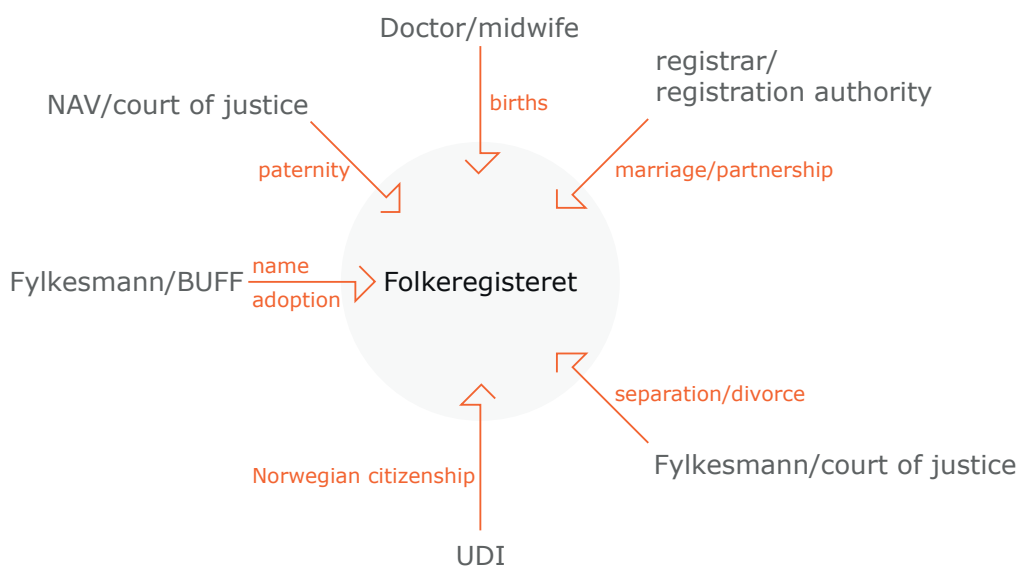 Doctor/midwife
registrar/
registration authority
NAV/court of justice
births
paternity
marriage/partnership
name
Fylkesmann/BUFF
Folkeregisteret
adoption
separation/divorce
Fylkesmann/court of justice
Norwegian citizenship
UDI